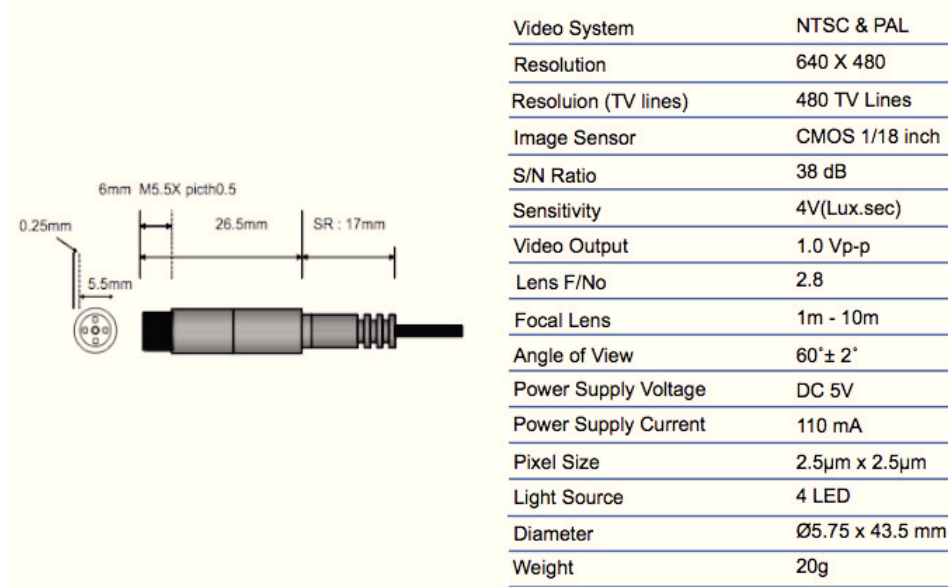 6mm M5.5X picth0.5
0.25mm
26.5mm
SR : 17mm
5.5mm
Video System NTSC & PAL
Resolution 640 X 480
Resoluion (TV lines) 480 TV Lines
Image Sensor CMOS 1/18 inch
S/N Ratio 38 dB
Sensitivity 4V(Lux.sec)
Video Output 1.0 Vp-p
Lens F/No 2.8
Focal Lens 1m - 10m
Angle of View 60˚± 2˚
Power Supply Voltage DC 5V
Power Supply Current 110 mA
Pixel Size 2.5µm x 2.5µm
Light Source 4 LED
Diameter Ø5.75 x 43.5 mm
Weight 20g